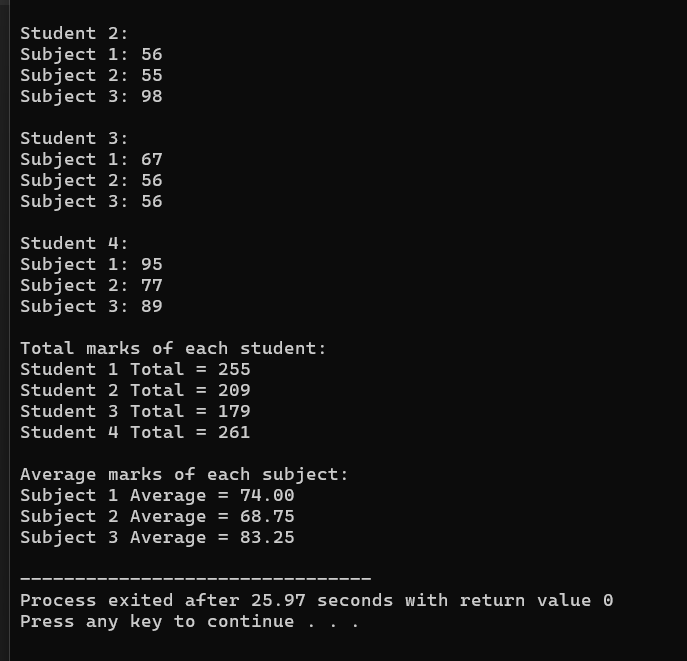 Student 2:
Subject 1: 56
Subject 2: 55
Subject 3: 98
Student 3:
Subject 1: 67
Subject 2: 56
Subject 3: 56
Student 4:
Subject 1: 95
Subject 2: 77
Subject 3: 89
Total marks of each student:
Student 1 Total = 255
Student 2 Total = 209
Student 3 Total = 179
Student 4 Total = 261
Average marks of each subject:
Subject 1 Average = 74.00
Subject 2 Average = 68.75
Subject 3 Average = 83.25
--------------------------------
Process exited after 25.97 seconds with return value 0
Press any key to continue . . .